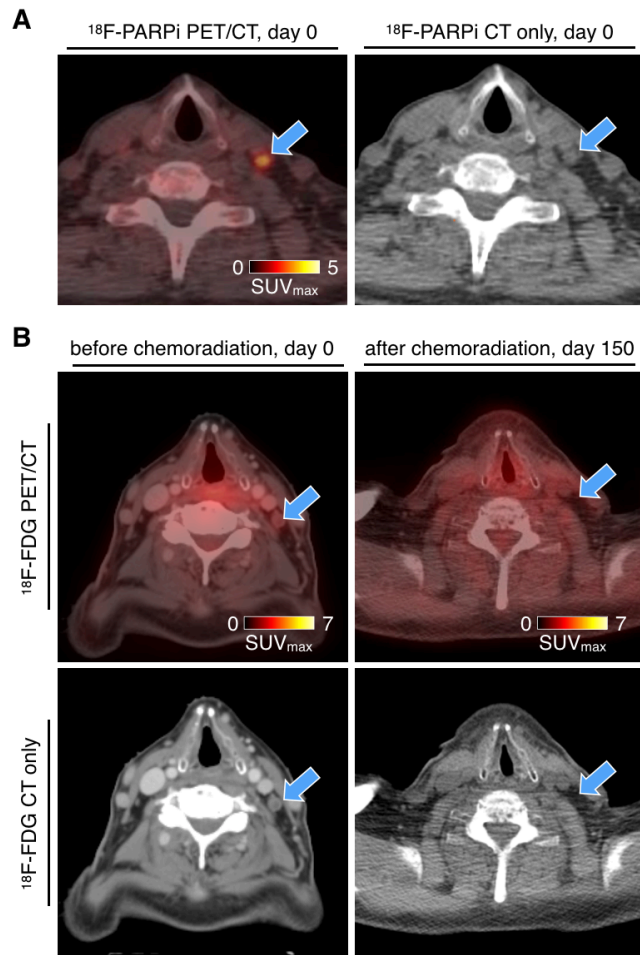 A
¹⁸F-PARPi PET/CT, day 0
¹⁸F-PARPi CT only, day 0
0 5
SUVmax
B
before chemoradiation, day 0
after chemoradiation, day 150
¹⁸F-FDG PET/CT
0 7
SUVmax
0 7
SUVmax
¹⁸F-FDG CT only